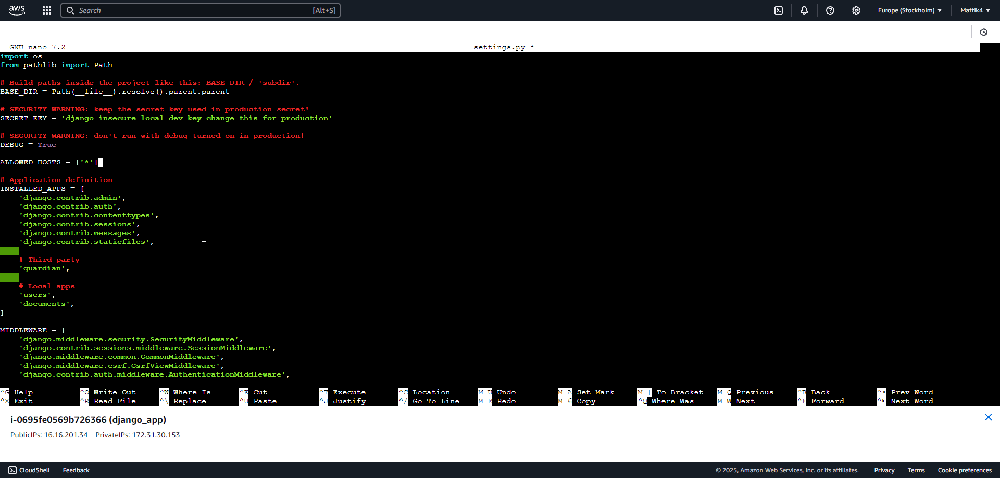 aws
Search [Alt+S] Europe (Stockholm) ▼ Mattik4 ▼
GNU nano 7.2 settings.py *
import os
from pathlib import Path
# Build paths inside the project like this: BASE_DIR / 'subdir'.
BASE_DIR = Path(__file__).resolve().parent.parent
# SECURITY WARNING: keep the secret key used in production secret!
SECRET_KEY = 'django-insecure-local-dev-key-change-this-for-production'
# SECURITY WARNING: don't run with debug turned on in production!
DEBUG = True
ALLOWED_HOSTS = ['*']
# Application definition
INSTALLED_APPS = [
    'django.contrib.admin',
    'django.contrib.auth',
    'django.contrib.contenttypes',
    'django.contrib.sessions',
    'django.contrib.messages',
    'django.contrib.staticfiles',
    # Third party
    'guardian',
    # Local apps
    'users',
    'documents',
]
MIDDLEWARE = [
    'django.middleware.security.SecurityMiddleware',
    'django.contrib.sessions.middleware.SessionMiddleware',
    'django.middleware.common.CommonMiddleware',
    'django.middleware.csrf.CsrfViewMiddleware',
    'django.contrib.auth.middleware.AuthenticationMiddleware',
^G Help ^O Write Out ^W Where Is ^K Cut ^T Execute ^C Location M-U Undo M-A Set Mark M-] To Bracket M-Q Previous ^B Back ^◂ Prev Word
^X Exit ^R Read File ^\ Replace ^U Paste ^J Justify ^/ Go To Line M-E Redo M-6 Copy ^Q Where Was M-W Next ^F Forward ^▸ Next Word
i-0695fe0569b726366 (django_app)
PublicIPs: 16.16.201.34 PrivateIPs: 172.31.30.153
CloudShell Feedback © 2025, Amazon Web Services, Inc. or its affiliates. Privacy Terms Cookie preferences